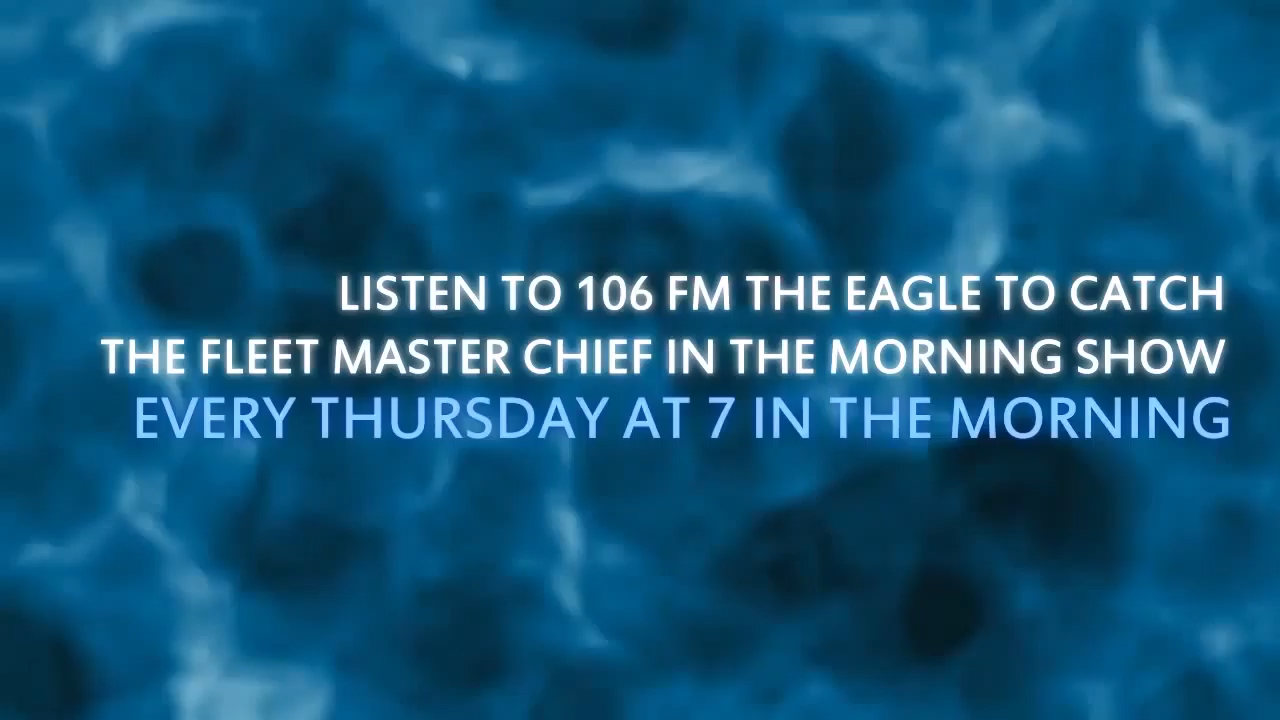 LISTEN TO 106 FM THE EAGLE TO CATCH
THE FLEET MASTER CHIEF IN THE MORNING SHOW
EVERY THURSDAY AT 7 IN THE MORNING